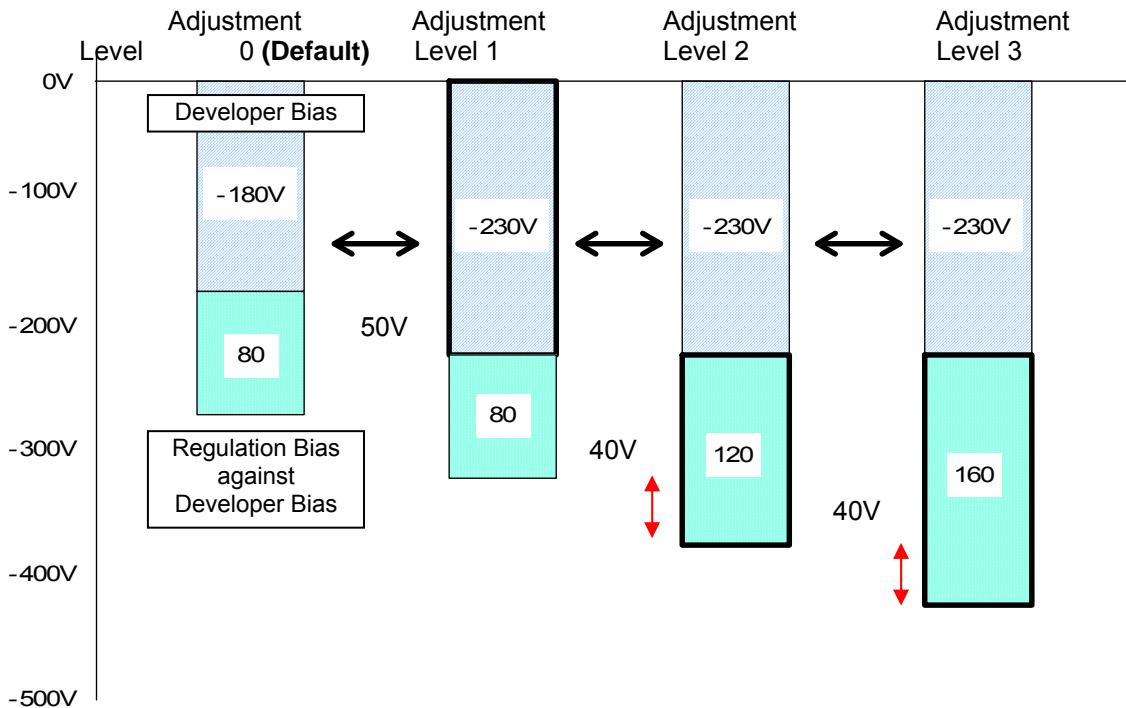 Adjustment Adjustment Adjustment Adjustment
Level 0 (Default) Level 1 Level 2 Level 3
0V
Developer Bias
-100V
-180V
-230V
-230V
-230V
-200V
50V
80
80
-300V
Regulation Bias
against
Developer Bias
40V
120
160
40V
-400V
-500V